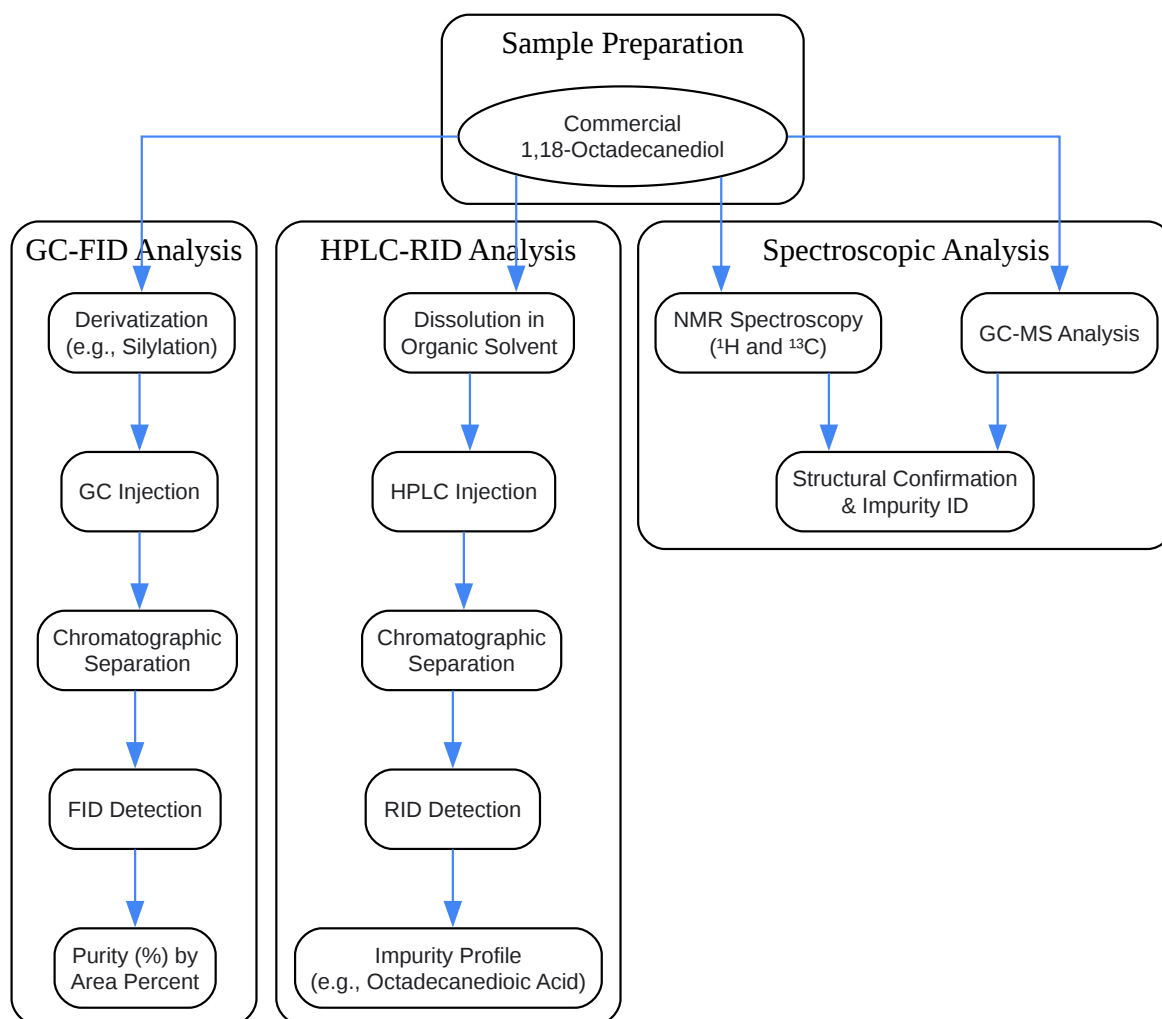 Sample Preparation
Commercial
1,18-Octadecanediol
GC-FID Analysis
Derivatization
(e.g., Silylation)
GC Injection
Chromatographic
Separation
FID Detection
Purity (%) by
Area Percent
HPLC-RID Analysis
Dissolution in
Organic Solvent
HPLC Injection
Chromatographic
Separation
RID Detection
Impurity Profile
(e.g., Octadecanedioic Acid)
Spectroscopic Analysis
NMR Spectroscopy
(¹H and ¹³C)
GC-MS Analysis
Structural Confirmation
& Impurity ID